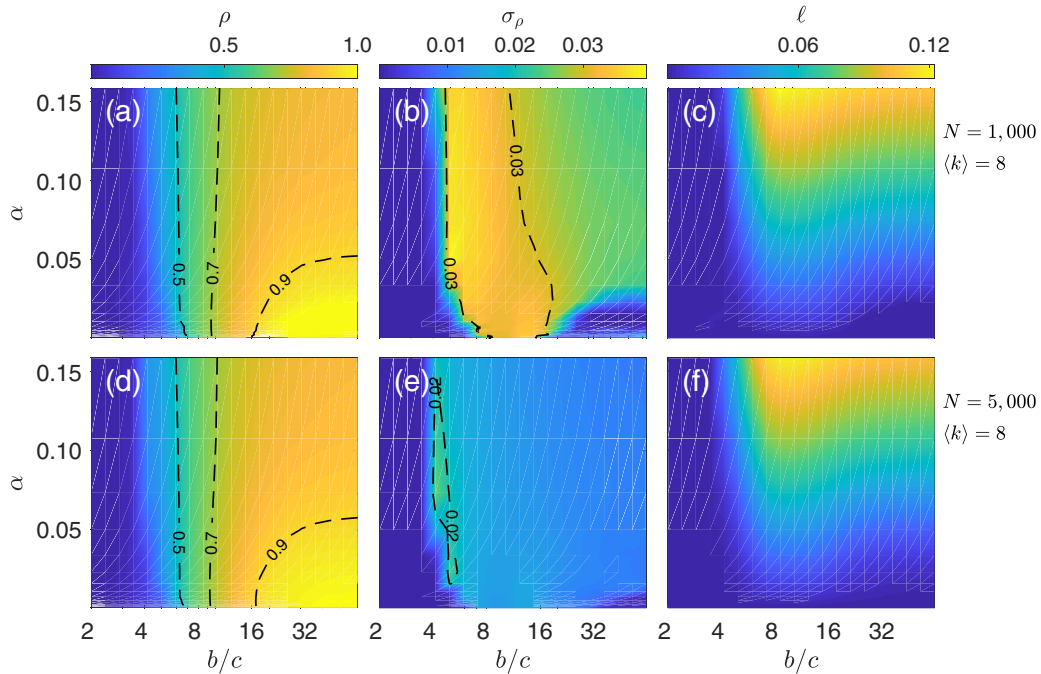 ρ σρ ℓ
0.5 1.0 0.01 0.02 0.03 0.06 0.12
(a) (b) (c)
0.15
0.10
α
0.05
0.5 0.7 0.9 0.03 0.03
N = 1,000
⟨k⟩ = 8
(d) (e) (f)
0.15
0.10
α
0.05
0.5 0.7 0.9 0.02 0.02
N = 5,000
⟨k⟩ = 8
2 4 8 16 32 2 4 8 16 32 2 4 8 16 32
b/c b/c b/c